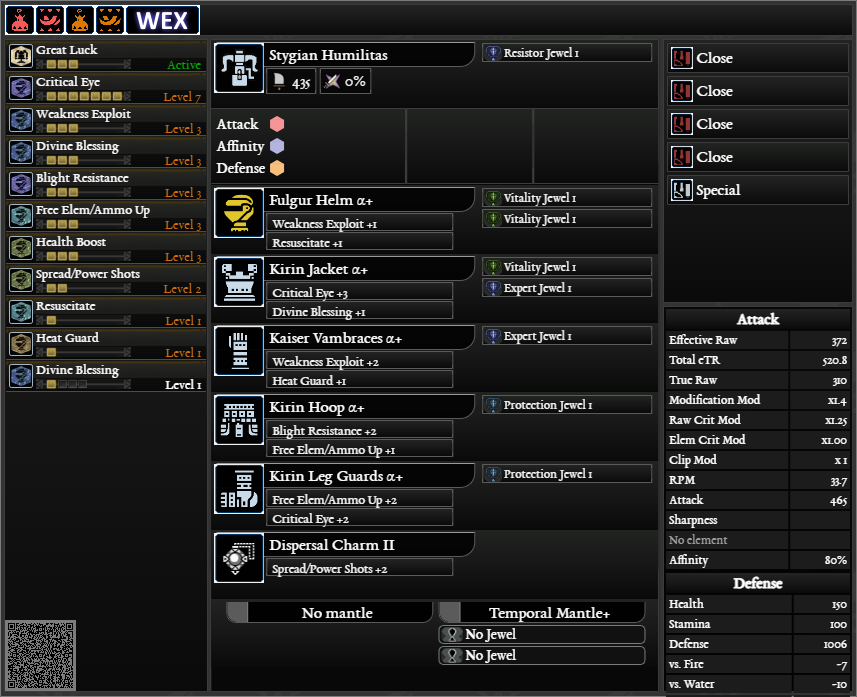 WEX
Great Luck
Active
Critical Eye
Level 7
Weakness Exploit
Level 3
Divine Blessing
Level 3
Blight Resistance
Level 3
Free Elem/Ammo Up
Level 3
Health Boost
Level 3
Spread/Power Shots
Level 2
Resuscitate
Level 1
Heat Guard
Level 1
Divine Blessing
Level 1
Stygian Humilitas
435
0%
Resistor Jewel 1
Attack
Affinity
Defense
Fulgur Helm α+
Weakness Exploit +1
Resuscitate +1
Vitality Jewel 1
Vitality Jewel 1
Kirin Jacket α+
Critical Eye +3
Divine Blessing +1
Vitality Jewel 1
Expert Jewel 1
Kaiser Vambraces α+
Weakness Exploit +2
Heat Guard +1
Expert Jewel 1
Kirin Hoop α+
Blight Resistance +2
Free Elem/Ammo Up +1
Protection Jewel 1
Kirin Leg Guards α+
Free Elem/Ammo Up +2
Critical Eye +2
Protection Jewel 1
Dispersal Charm II
Spread/Power Shots +2
No mantle
Temporal Mantle+
No Jewel
No Jewel
Close
Close
Close
Close
Special
Attack
Effective Raw 372
Total eTR 520.8
True Raw 310
Modification Mod x1.4
Raw Crit Mod x1.25
Elem Crit Mod x1.00
Clip Mod x 1
RPM 33.7
Attack 465
Sharpness
No element
Affinity 80%
Defense
Health 150
Stamina 100
Defense 1006
vs. Fire -7
vs. Water -10